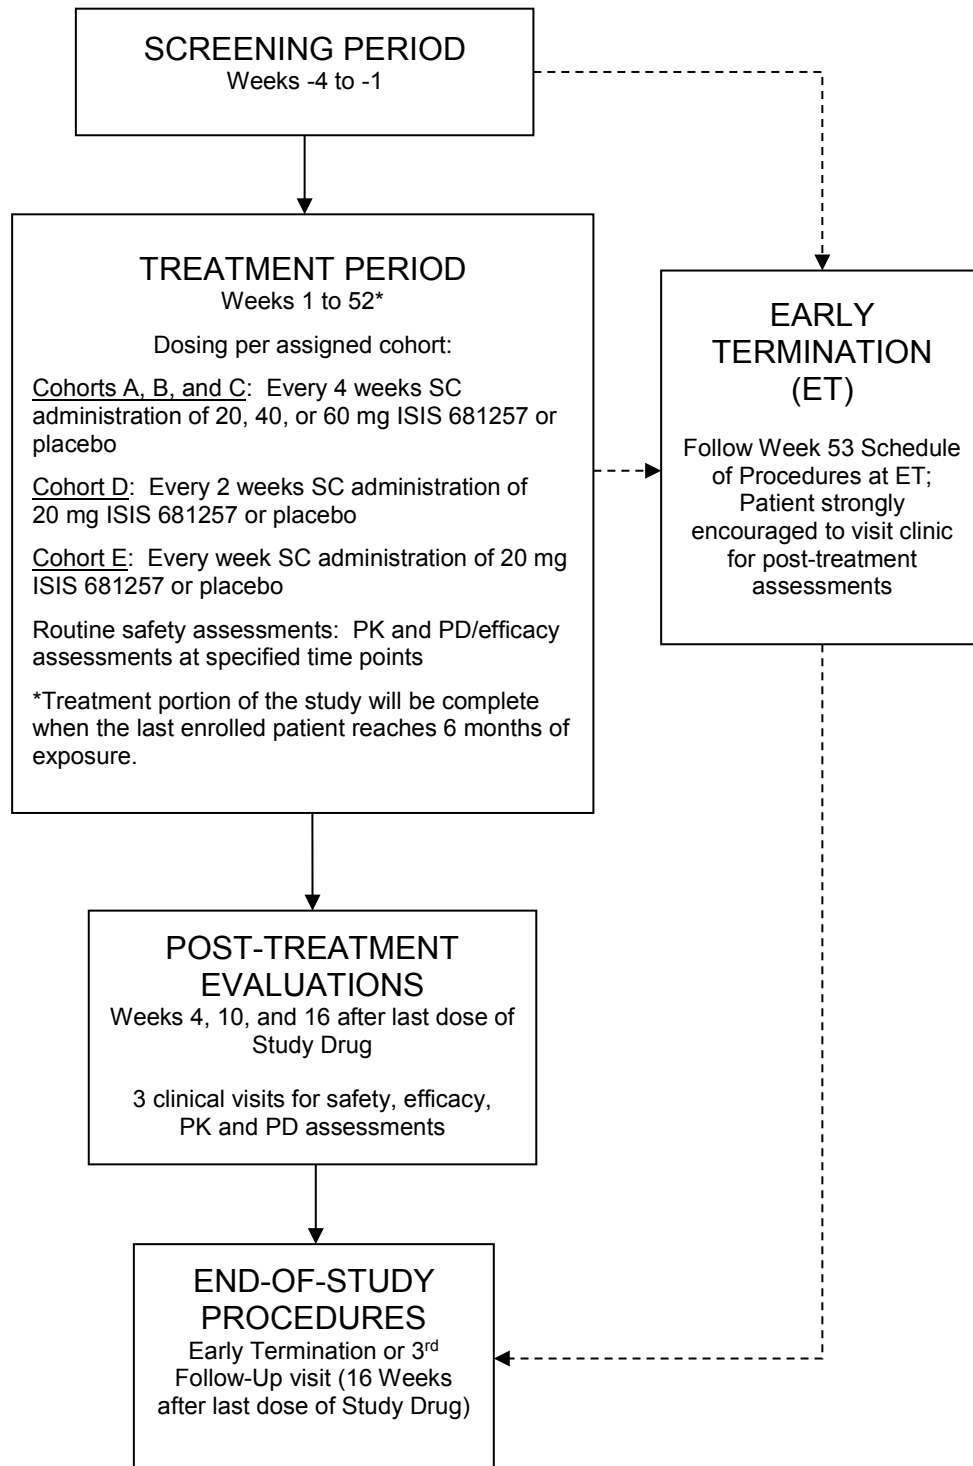 SCREENING PERIOD
Weeks -4 to -1
TREATMENT PERIOD
Weeks 1 to 52*
Dosing per assigned cohort:
Cohorts A, B, and C:  Every 4 weeks SC
administration of 20, 40, or 60 mg ISIS 681257 or
placebo
Cohort D:  Every 2 weeks SC administration of
20 mg ISIS 681257 or placebo
Cohort E:  Every week SC administration of 20 mg
ISIS 681257 or placebo
Routine safety assessments:  PK and PD/efficacy
assessments at specified time points
*Treatment portion of the study will be complete
when the last enrolled patient reaches 6 months of
exposure.
EARLY
TERMINATION
(ET)
Follow Week 53 Schedule
of Procedures at ET;
Patient strongly
encouraged to visit clinic
for post-treatment
assessments
POST-TREATMENT
EVALUATIONS
Weeks 4, 10, and 16 after last dose of
Study Drug
3 clinical visits for safety, efficacy,
PK and PD assessments
END-OF-STUDY
PROCEDURES
Early Termination or 3rd
Follow-Up visit (16 Weeks
after last dose of Study Drug)